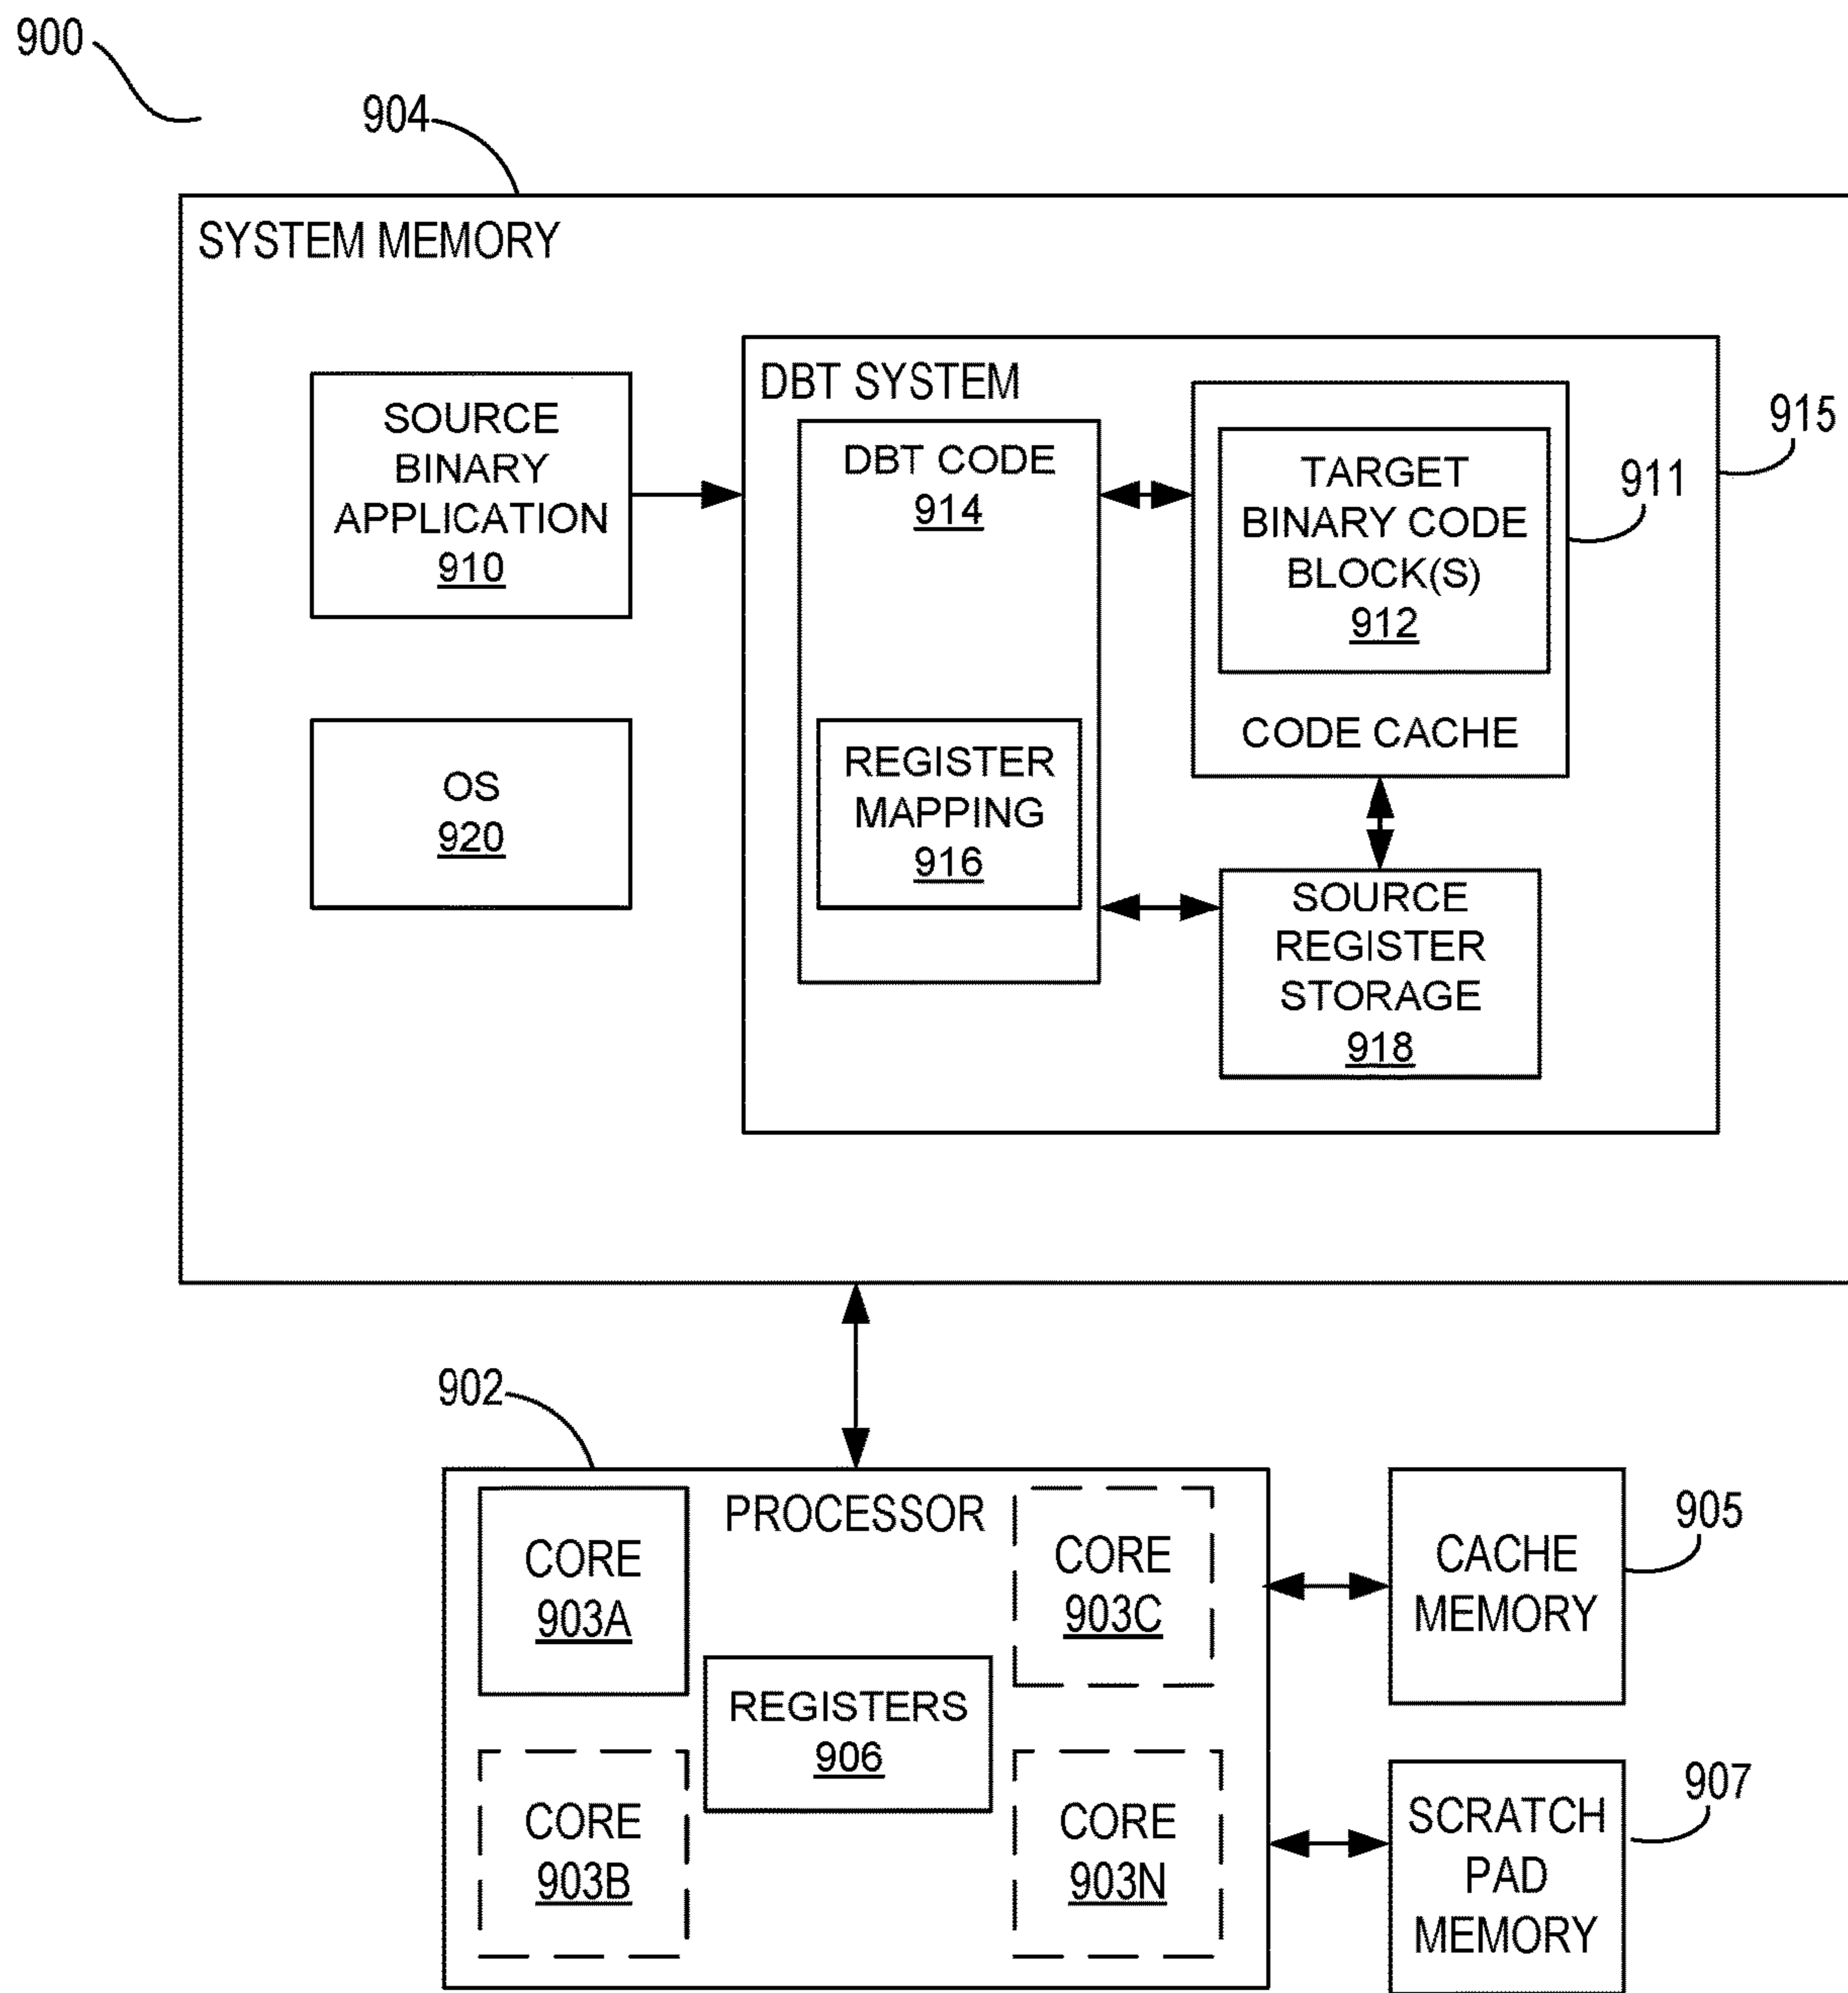 900
904
SYSTEM MEMORY
SOURCE
BINARY
APPLICATION
910
OS
920
DBT SYSTEM
915
DBT CODE
914
REGISTER
MAPPING
916
TARGET
BINARY CODE
BLOCK(S)
912
911
CODE CACHE
SOURCE
REGISTER
STORAGE
918
902
PROCESSOR
CORE
903A
CORE
903B
REGISTERS
906
CORE
903C
CORE
903N
CACHE
MEMORY
905
SCRATCH
PAD
MEMORY
907